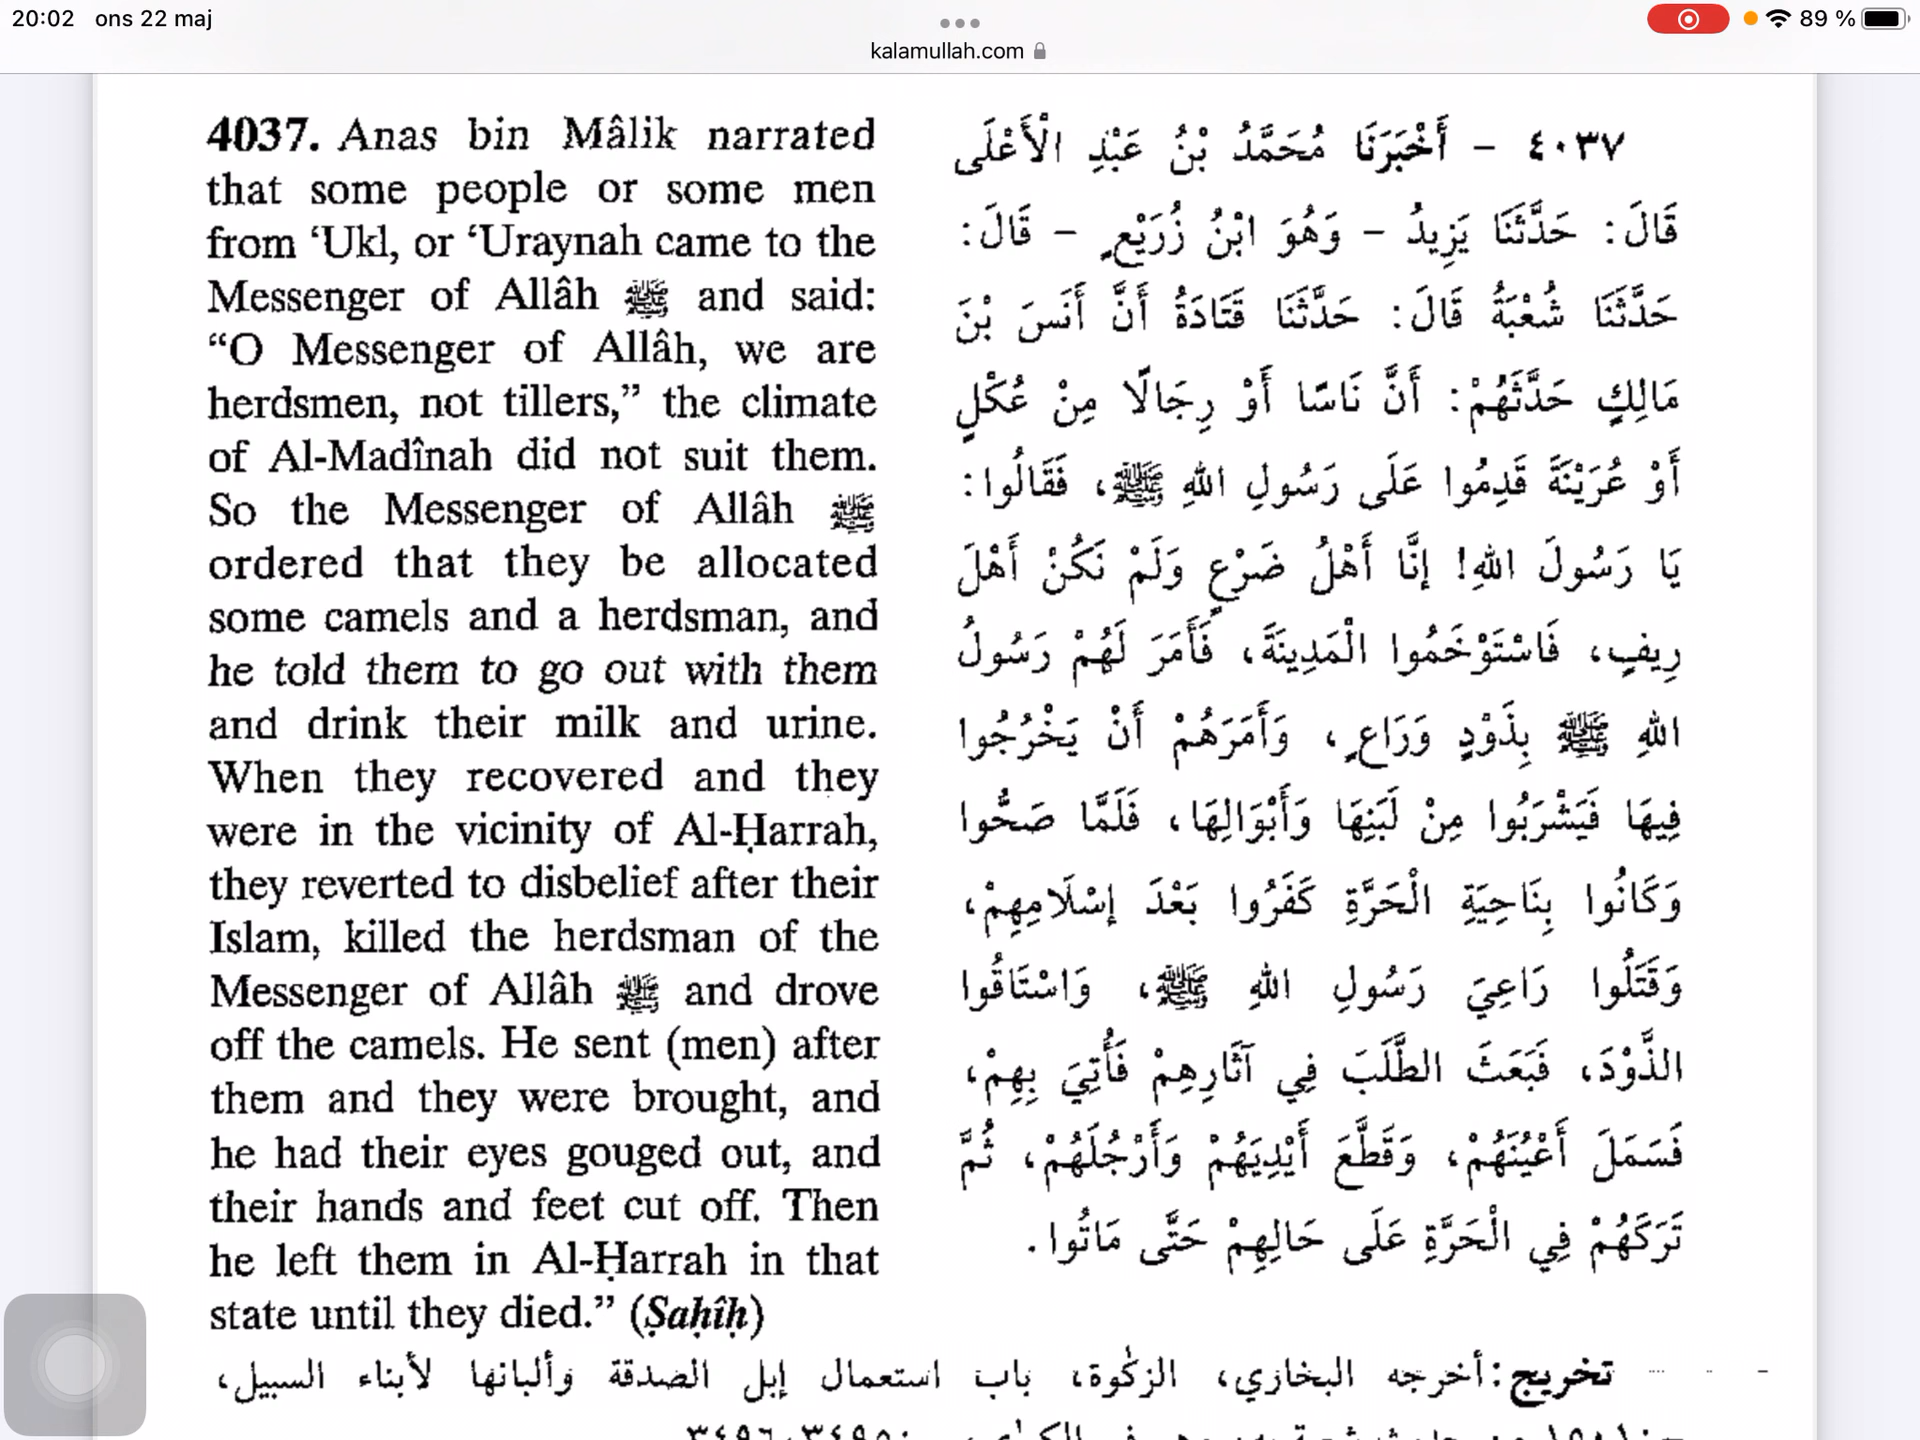 20:02 ons 22 maj
89 %
kalamullah.com
4037. Anas bin Mâlik narrated
that some people or some men
from ‘Ukl, or ‘Uraynah came to the
Messenger of Allâh ﷺ and said:
“O Messenger of Allâh, we are
herdsmen, not tillers,” the climate
of Al-Madînah did not suit them.
So the Messenger of Allâh ﷺ
ordered that they be allocated
some camels and a herdsman, and
he told them to go out with them
and drink their milk and urine.
When they recovered and they
were in the vicinity of Al-Ḥarrah,
they reverted to disbelief after their
Islam, killed the herdsman of the
Messenger of Allâh ﷺ and drove
off the camels. He sent (men) after
them and they were brought, and
he had their eyes gouged out, and
their hands and feet cut off. Then
he left them in Al-Ḥarrah in that
state until they died.” (Ṣaḥîḥ)
٤٠٣٧ - أَخْبَرَنَا مُحَمَّدُ بْنُ عَبْدِ الْأَعْلَى
قَالَ: حَدَّثَنَا يَزِيدُ - وَهُوَ ابْنُ زُرَيْعٍ - قَالَ:
حَدَّثَنَا شُعْبَةُ قَالَ: حَدَّثَنَا قَتَادَةُ أَنَّ أَنَسَ بْنَ
مَالِكٍ حَدَّثَهُمْ: أَنَّ نَاسًا أَوْ رِجَالًا مِنْ عُكْلٍ
أَوْ عُرَيْنَةَ قَدِمُوا عَلَى رَسُولِ اللهِ ﷺ، فَقَالُوا:
يَا رَسُولَ اللهِ! إِنَّا أَهْلُ ضَرْعٍ وَلَمْ نَكُنْ أَهْلَ
رِيفٍ، فَاسْتَوْخَمُوا الْمَدِينَةَ، فَأَمَرَ لَهُمْ رَسُولُ
اللهِ ﷺ بِذَوْدٍ وَرَاعٍ، وَأَمَرَهُمْ أَنْ يَخْرُجُوا
فِيهَا فَيَشْرَبُوا مِنْ لَبَنِهَا وَأَبْوَالِهَا، فَلَمَّا صَحُّوا
وَكَانُوا بِنَاحِيَةِ الْحَرَّةِ كَفَرُوا بَعْدَ إِسْلَامِهِمْ،
وَقَتَلُوا رَاعِيَ رَسُولِ اللهِ ﷺ، وَاسْتَاقُوا
الذَّوْدَ، فَبَعَثَ الطَّلَبَ فِي آثَارِهِمْ فَأُتِيَ بِهِمْ،
فَسَمَلَ أَعْيُنَهُمْ، وَقَطَّعَ أَيْدِيَهُمْ وَأَرْجُلَهُمْ، ثُمَّ
تَرَكَهُمْ فِي الْحَرَّةِ عَلَى حَالِهِمْ حَتَّى مَاتُوا.
تخريج: أخرجه البخاري، الزكوة، باب استعمال إبل الصدقة وألبانها لأبناء السبيل،